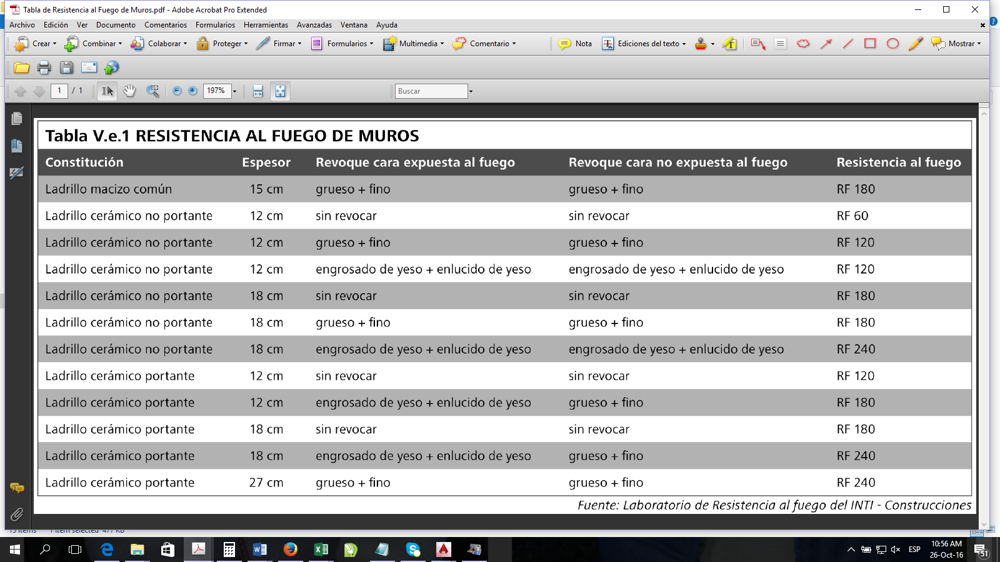 Tabla de Resistencia al Fuego de Muros.pdf - Adobe Acrobat Pro Extended
Archivo Edición Ver Documento Comentarios Formularios Herramientas Avanzadas Ventana Ayuda
Crear Combinar Colaborar Proteger Firmar Formularios Multimedia Comentario Nota Ediciones del texto Mostrar
1 / 1 197% Buscar
Tabla V.e.1 RESISTENCIA AL FUEGO DE MUROS
Constitución Espesor Revoque cara expuesta al fuego Revoque cara no expuesta al fuego Resistencia al fuego
Ladrillo macizo común 15 cm grueso + fino grueso + fino RF 180
Ladrillo cerámico no portante 12 cm sin revocar sin revocar RF 60
Ladrillo cerámico no portante 12 cm grueso + fino grueso + fino RF 120
Ladrillo cerámico no portante 12 cm engrosado de yeso + enlucido de yeso engrosado de yeso + enlucido de yeso RF 120
Ladrillo cerámico no portante 18 cm sin revocar sin revocar RF 180
Ladrillo cerámico no portante 18 cm grueso + fino grueso + fino RF 180
Ladrillo cerámico no portante 18 cm engrosado de yeso + enlucido de yeso engrosado de yeso + enlucido de yeso RF 240
Ladrillo cerámico portante 12 cm sin revocar sin revocar RF 120
Ladrillo cerámico portante 12 cm engrosado de yeso + enlucido de yeso grueso + fino RF 180
Ladrillo cerámico portante 18 cm sin revocar sin revocar RF 180
Ladrillo cerámico portante 18 cm engrosado de yeso + enlucido de yeso grueso + fino RF 240
Ladrillo cerámico portante 27 cm grueso + fino grueso + fino RF 240
Fuente: Laboratorio de Resistencia al fuego del INTI - Construcciones
items 1 item selected 477 KB
ESP 10:56 AM
26-Oct-16 51